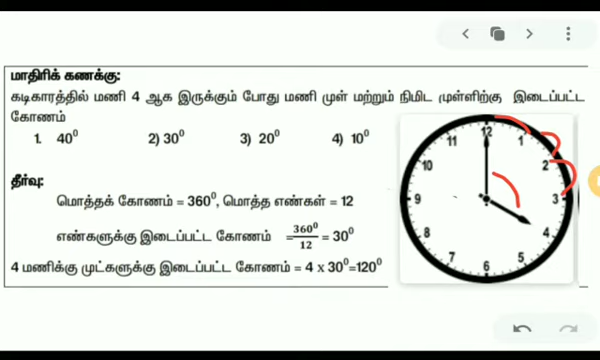 மாதிரிக் கணக்கு:
கடிகாரத்தில் மணி 4 ஆக இருக்கும் போது மணி முள் மற்றும் நிமிட முள்ளிற்கு இடைப்பட்ட
கோணம்
1. 40⁰ 2) 30⁰ 3) 20⁰ 4) 10⁰
தீர்வு:
மொத்தக் கோணம் = 360⁰, மொத்த எண்கள் = 12
எண்களுக்கு இடைப்பட்ட கோணம் = 360⁰/12 = 30⁰
4 மணிக்கு முட்களுக்கு இடைப்பட்ட கோணம் = 4 x 30⁰=120⁰
12
11 1
10 2
9 3
8 4
7 5
6